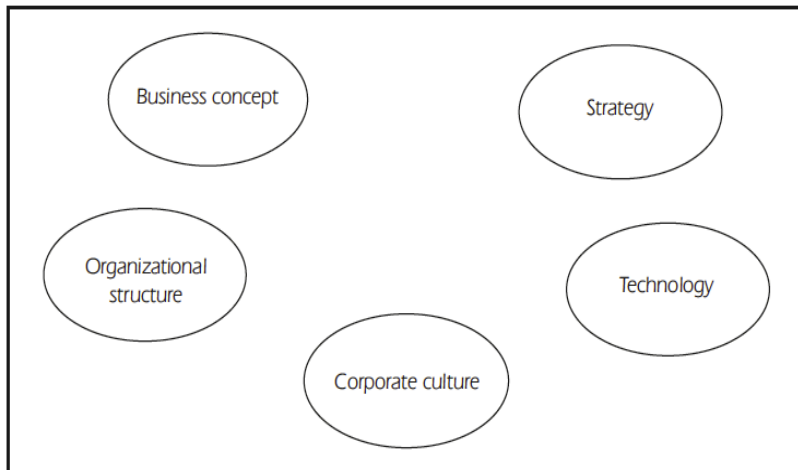 Business concept
Strategy
Organizational
structure
Technology
Corporate culture